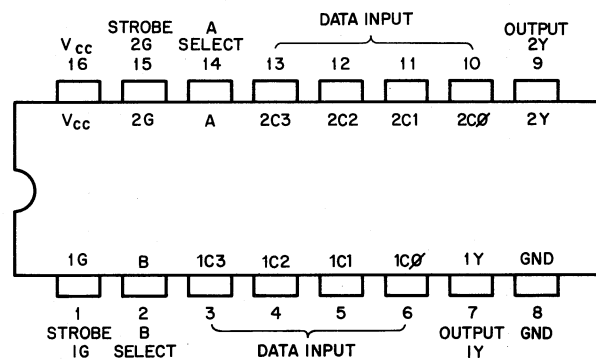 DATA INPUT
V CC STROBE 2G A SELECT OUTPUT 2Y
16 15 14 13 12 11 10 9
VCC 2G A 2C3 2C2 2C1 2C0 2Y
1G B 1C3 1C2 1C1 1C0 1Y GND
1 2 3 4 5 6 7 8
STROBE 1G B SELECT DATA INPUT OUTPUT 1Y GND